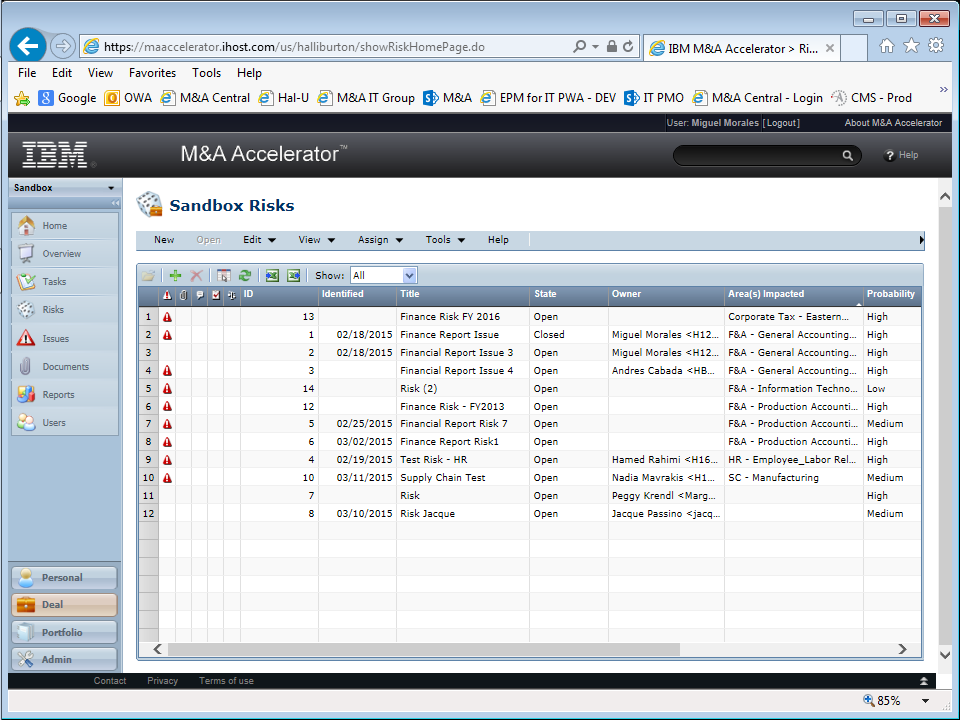 https://maaccelerator.ihost.com/us/halliburton/showRiskHomePage.do
IBM M&A Accelerator > Ri...
File Edit View Favorites Tools Help
Google OWA M&A Central Hal-U M&A IT Group M&A EPM for IT PWA - DEV IT PMO M&A Central - Login CMS - Prod
User: Miguel Morales [Logout] About M&A Accelerator
IBM M&A Accelerator™ Help
Sandbox
Home
Overview
Tasks
Risks
Issues
Documents
Reports
Users
Personal
Deal
Portfolio
Admin
Sandbox Risks
New Open Edit View Assign Tools Help
Show: All
ID Identified Title State Owner Area(s) Impacted Probability
1 13 Finance Risk FY 2016 Open Corporate Tax - Eastern... High
2 1 02/18/2015 Finance Report Issue Closed Miguel Morales <H12... F&A - General Accounting... High
3 2 02/18/2015 Financial Report Issue 3 Open Miguel Morales <H12... F&A - General Accounting... High
4 3 Financial Report Issue 4 Open Andres Cabada <HB... F&A - General Accounting... High
5 14 Risk (2) Open F&A - Information Techno... Low
6 12 Finance Risk - FY2013 Open F&A - Production Accounti... High
7 5 02/25/2015 Financial Report Risk 7 Open F&A - Production Accounti... Medium
8 6 03/02/2015 Finance Report Risk1 Open F&A - Production Accounti... High
9 4 02/19/2015 Test Risk - HR Open Hamed Rahimi <H16... HR - Employee_Labor Rel... High
10 10 03/11/2015 Supply Chain Test Open Nadia Mavrakis <H1... SC - Manufacturing Medium
11 7 Risk Open Peggy Krendl <Marg... High
12 8 03/10/2015 Risk Jacque Open Jacque Passino <jacq... Medium
Contact Privacy Terms of use
85%